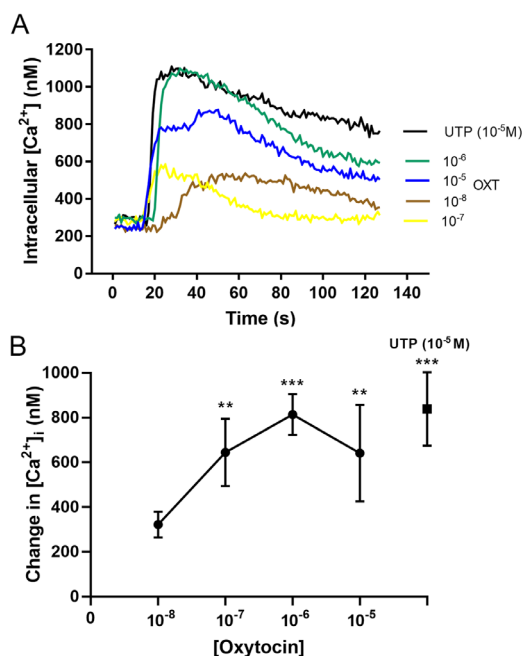 A
Intracellular [Ca²⁺] (nM)
1200
1000
800
600
400
200
0
0 20 40 60 80 100 120 140
Time (s)
UTP (10⁻⁵M)
10⁻⁶
10⁻⁵ OXT
10⁻⁸
10⁻⁷
B
UTP (10⁻⁵ M)
Change in [Ca²⁺]ᵢ (nM)
1000
800
600
400
200
0
** *** ** ***
0 10⁻⁸ 10⁻⁷ 10⁻⁶ 10⁻⁵
[Oxytocin]